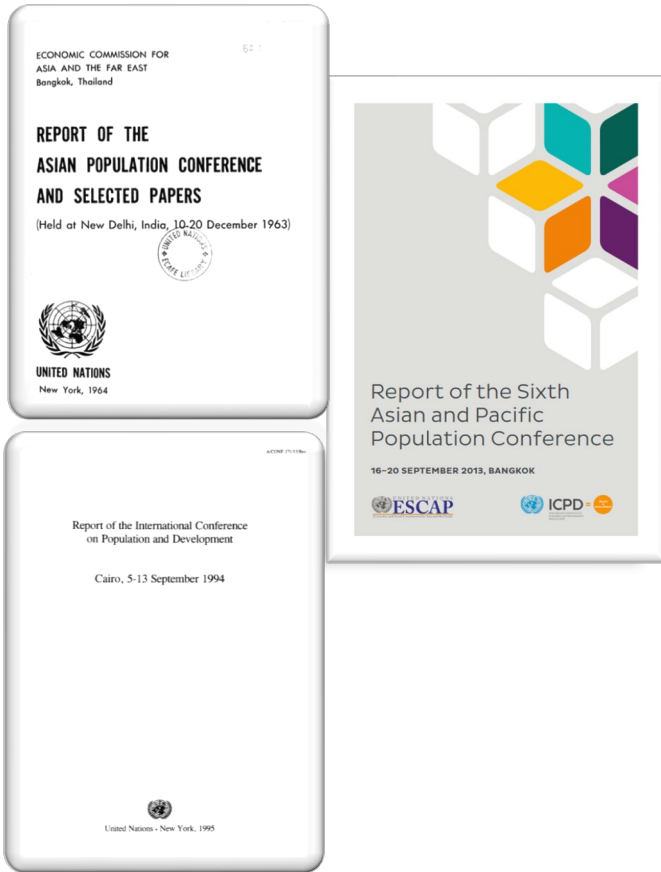 ECONOMIC COMMISSION FOR
ASIA AND THE FAR EAST
Bangkok, Thailand
REPORT OF THE
ASIAN POPULATION CONFERENCE
AND SELECTED PAPERS
(Held at New Delhi, India, 10-20 December 1963)
UNITED NATIONS
ECAFE LIBRARY
UNITED NATIONS
New York, 1964
Report of the Sixth
Asian and Pacific
Population Conference
16–20 SEPTEMBER 2013, BANGKOK
UNITED NATIONS
ESCAP
ICPD
Report of the International Conference
on Population and Development
Cairo, 5-13 September 1994
United Nations - New York, 1995